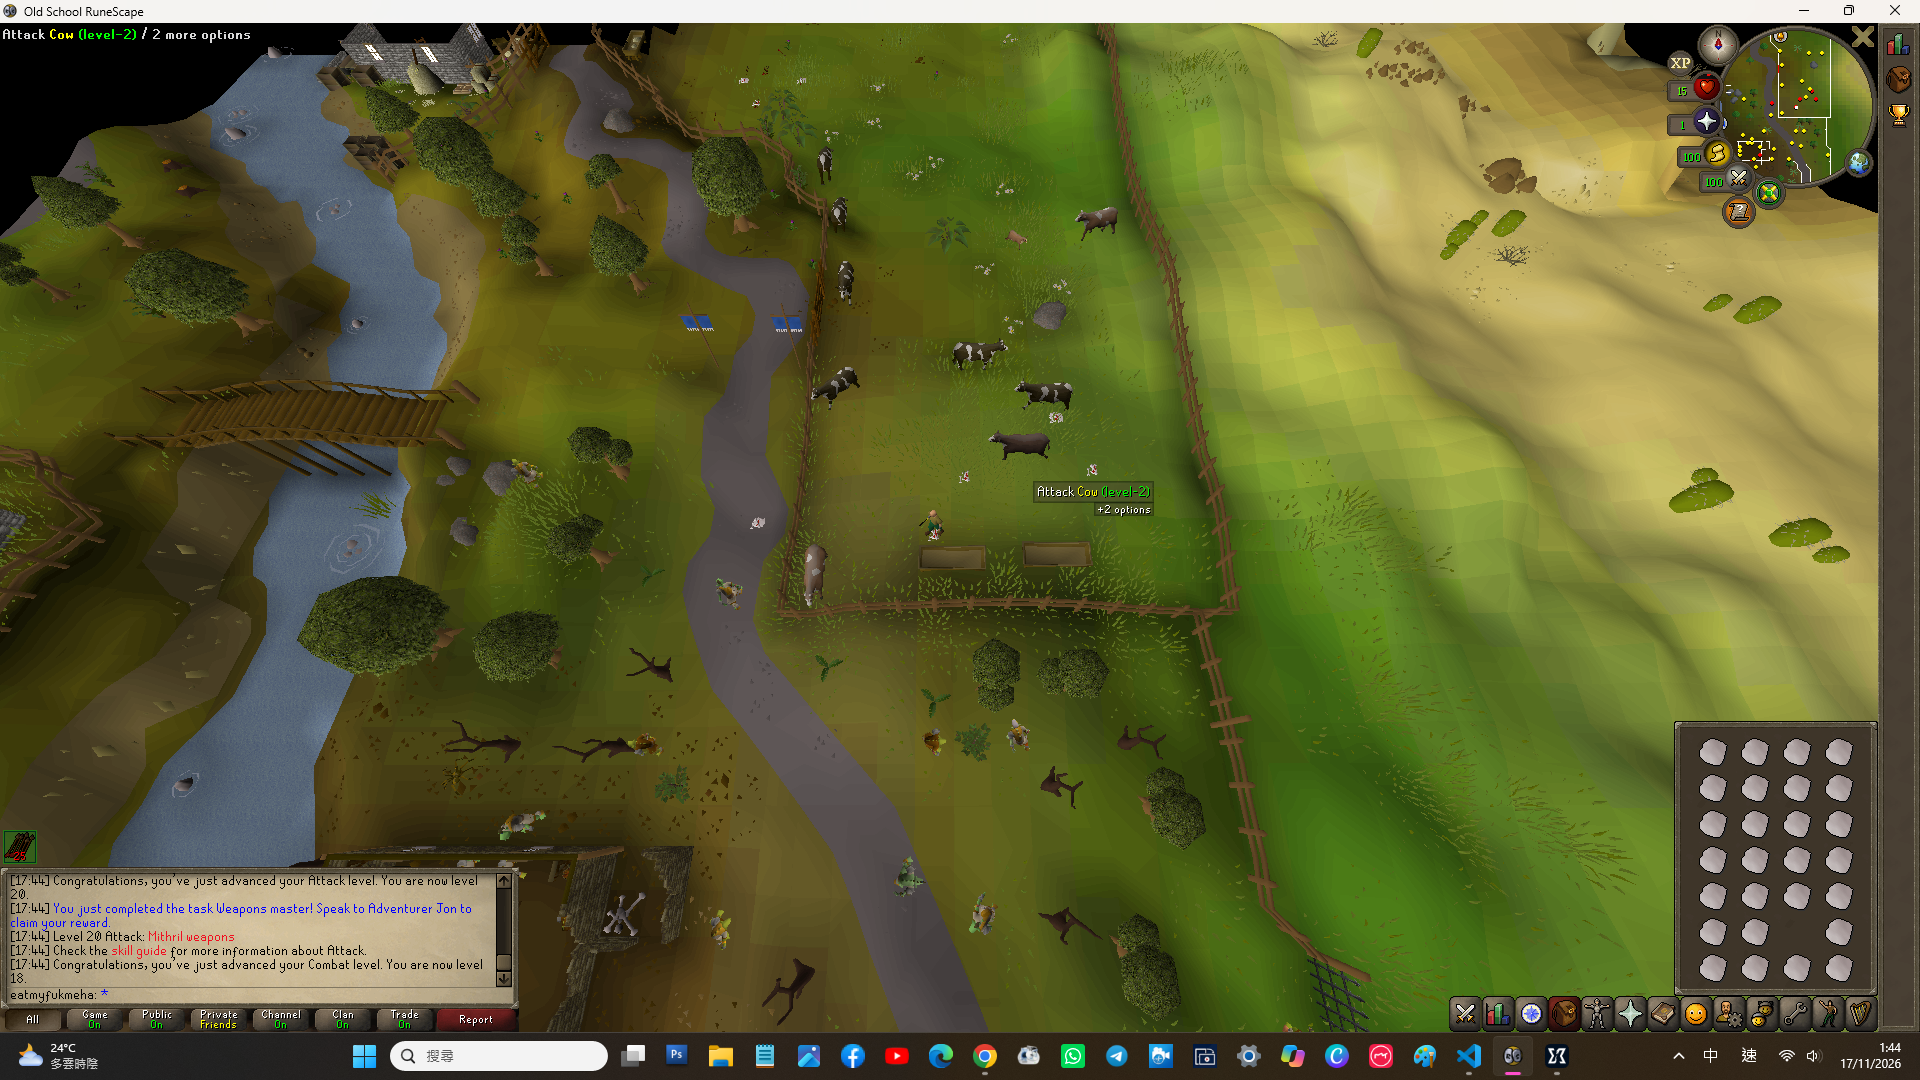 Old School RuneScape
Attack Cow (level-2) / 2 more options
N
XP
15
1
100
100
Attack Cow (level-2)
+2 options
25
[17:44] Congratulations, you've just advanced your Attack level. You are now level
20.
[17:44] You just completed the task Weapons master! Speak to Adventurer Jon to
claim your reward.
[17:44] Level 20 Attack: Mithril weapons
[17:44] Check the skill guide for more information about Attack.
[17:44] Congratulations, you've just advanced your Combat level. You are now level
18.
eatmyfukmeha: *
All
Game
On
Public
On
Private
Friends
Channel
On
Clan
On
Trade
On
Report
24°C
多雲時陰
搜尋
Ps
中
速
1:44
17/11/2026